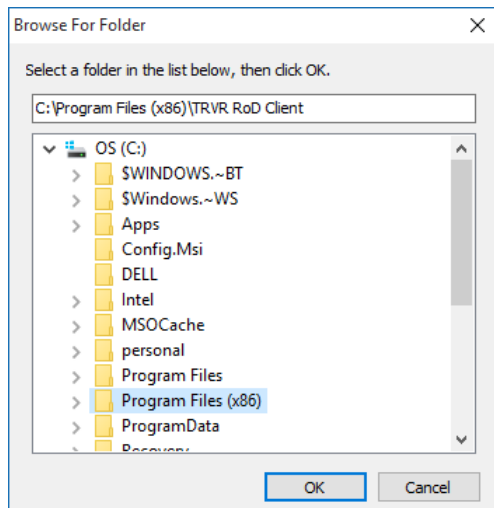 Browse For Folder
Select a folder in the list below, then click OK.
C:\Program Files (x86)\TRVR RoD Client
OS (C:)
$WINDOWS.~BT
$Windows.~WS
Apps
Config.Msi
DELL
Intel
MSOCache
personal
Program Files
Program Files (x86)
ProgramData
Recovery
OK Cancel